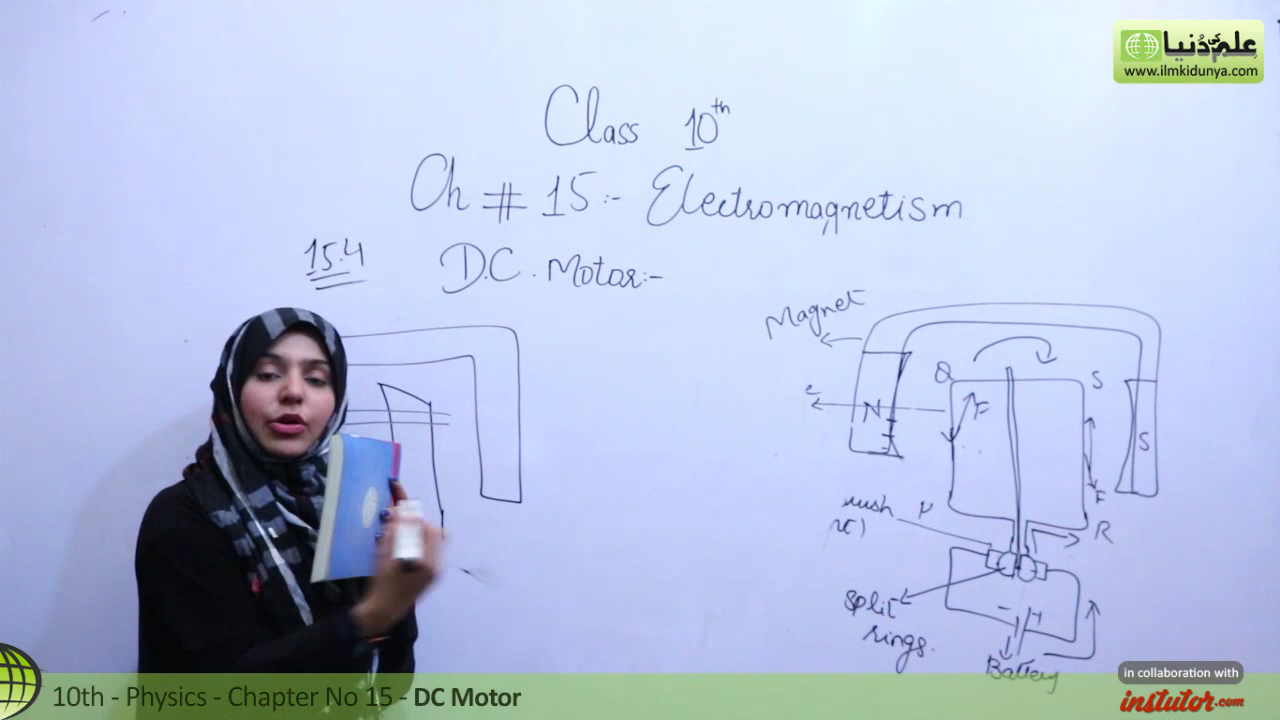 علم کی دُنیا
www.ilmkidunya.com
Class 10th
Ch # 15:- Electromagnetism
15.4 D.C. Motor:-
Magnet
Q S
N F S
F
P R
Split
rings.
- +
Battery
in collaboration with
instutor.com
10th - Physics - Chapter No 15 - DC Motor